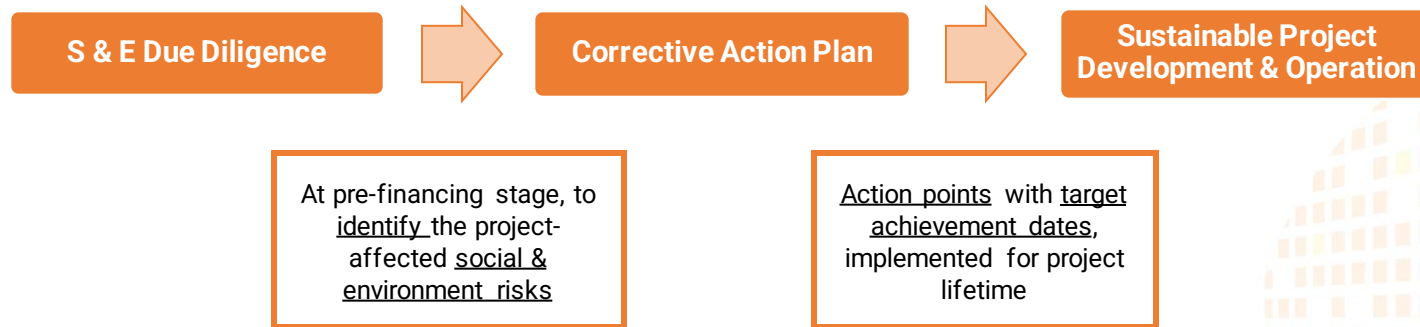 S & E Due Diligence
Corrective Action Plan
Sustainable Project
Development & Operation
At pre-financing stage, to
identify the project-
affected social &
environment risks
Action points with target
achievement dates,
implemented for project
lifetime